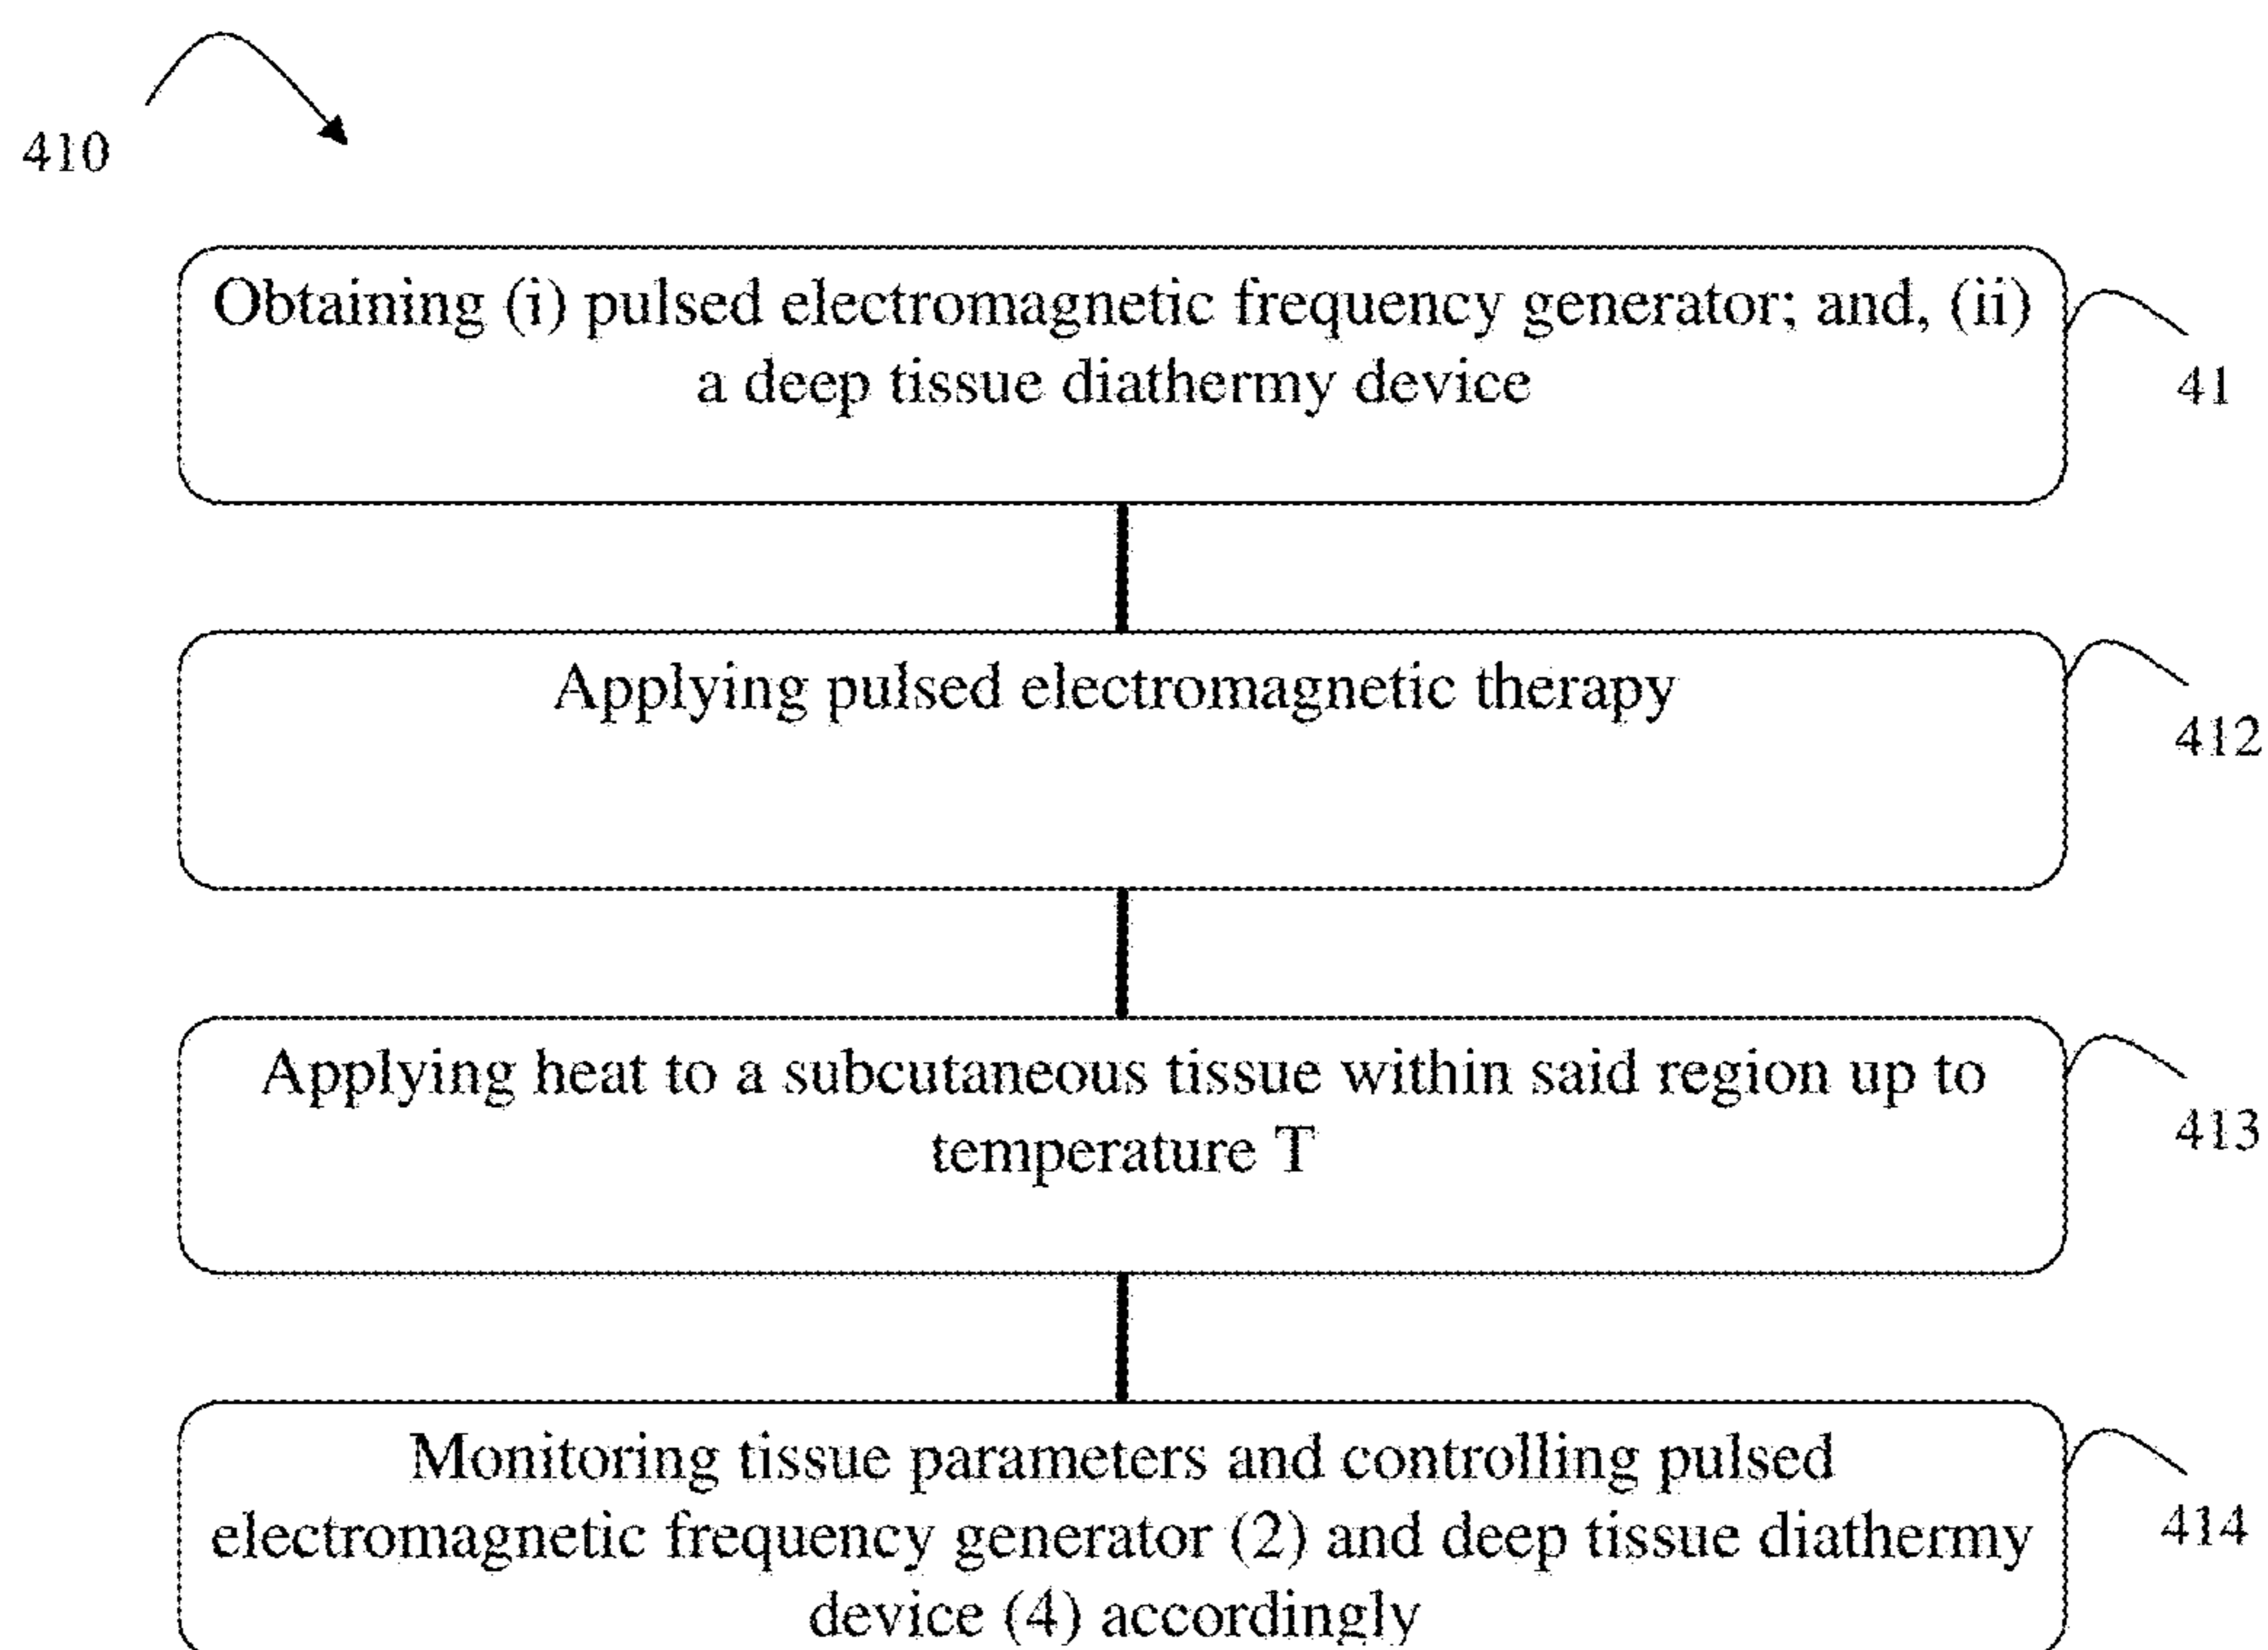 410
Obtaining (i) pulsed electromagnetic frequency generator; and, (ii)
a deep tissue diathermy device
41
Applying pulsed electromagnetic therapy
412
Applying heat to a subcutaneous tissue within said region up to
temperature T
413
Monitoring tissue parameters and controlling pulsed
electromagnetic frequency generator (2) and deep tissue diathermy
device (4) accordingly
414